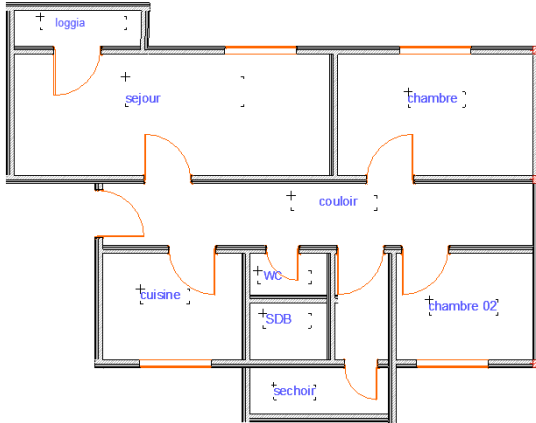 loggia
sejour
chambre
couloir
WC
cuisine
chambre 02
SDB
sechoir